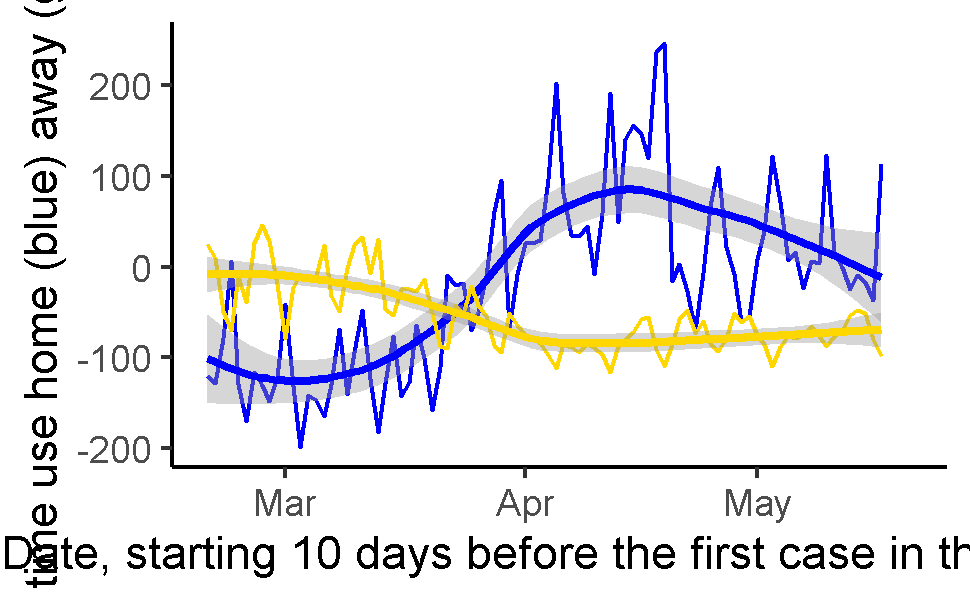 time use home (blue) away (
200
100
0
-100
-200
Mar Apr May
Date, starting 10 days before the first case in th